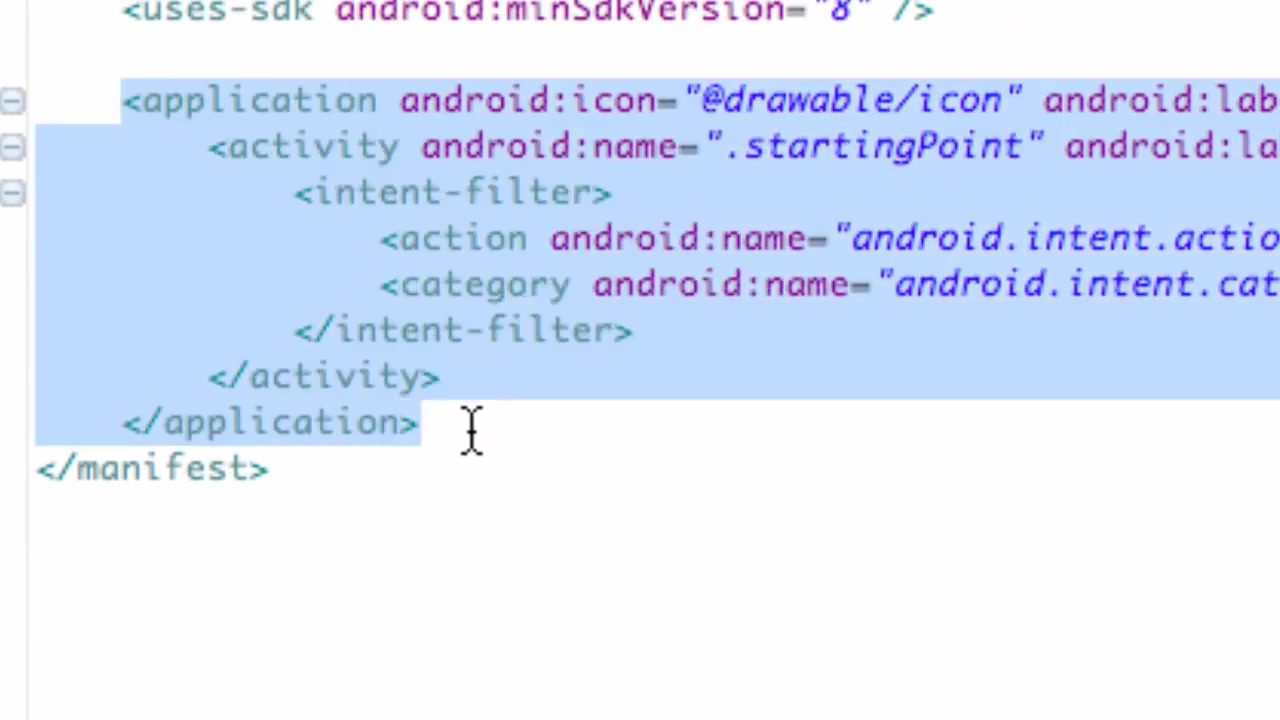 <uses-sdk android:minSdkVersion="8" />
<application android:icon="@drawable/icon" android:lab
<activity android:name=".startingPoint" android:la
<intent-filter>
<action android:name="android.intent.actio
<category android:name="android.intent.cat
</intent-filter>
</activity>
</application>
</manifest>